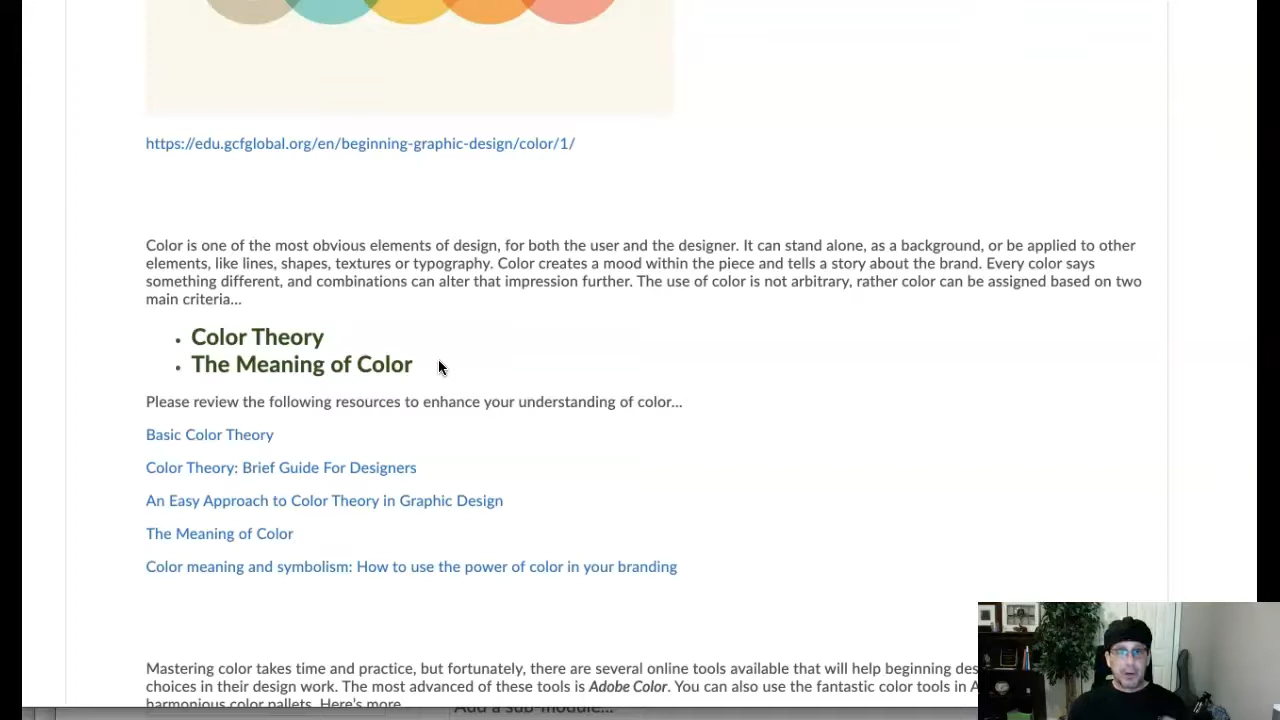 https://edu.gcfglobal.org/en/beginning-graphic-design/color/1/
Color is one of the most obvious elements of design, for both the user and the designer. It can stand alone, as a background, or be applied to other
elements, like lines, shapes, textures or typography. Color creates a mood within the piece and tells a story about the brand. Every color says
something different, and combinations can alter that impression further. The use of color is not arbitrary, rather color can be assigned based on two
main criteria...
• Color Theory
• The Meaning of Color
Please review the following resources to enhance your understanding of color...
Basic Color Theory
Color Theory: Brief Guide For Designers
An Easy Approach to Color Theory in Graphic Design
The Meaning of Color
Color meaning and symbolism: How to use the power of color in your branding
Mastering color takes time and practice, but fortunately, there are several online tools available that will help beginning des
choices in their design work. The most advanced of these tools is Adobe Color. You can also use the fantastic color tools in A
harmonious color pallets. Here's more
Add a sub-module...